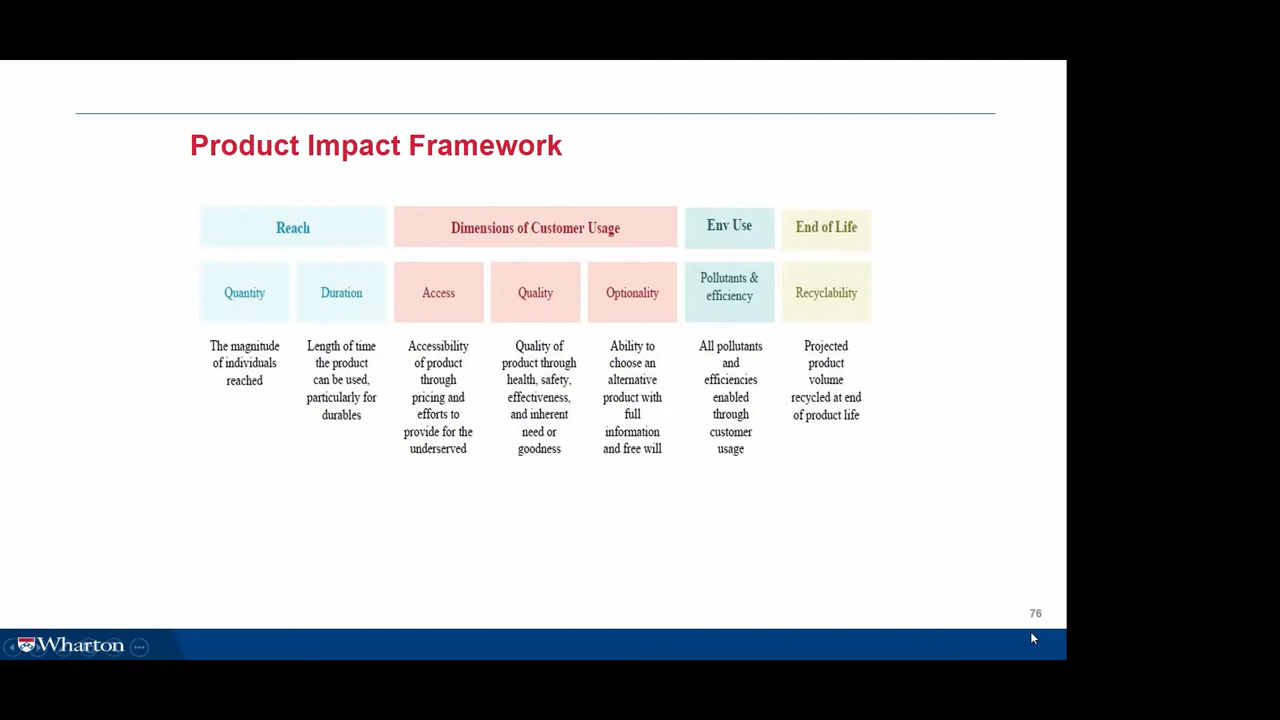 Product Impact Framework
Reach
Dimensions of Customer Usage
Env Use
End of Life
Quantity
Duration
Access
Quality
Optionality
Pollutants &
efficiency
Recyclability
The magnitude
of individuals
reached
Length of time
the product
can be used,
particularly for
durables
Accessibility
of product
through
pricing and
efforts to
provide for the
underserved
Quality of
product through
health, safety,
effectiveness,
and inherent
need or
goodness
Ability to
choose an
alternative
product with
full
information
and free will
All pollutants
and
efficiencies
enabled
through
customer
usage
Projected
product
volume
recycled at end
of product life
76
Wharton